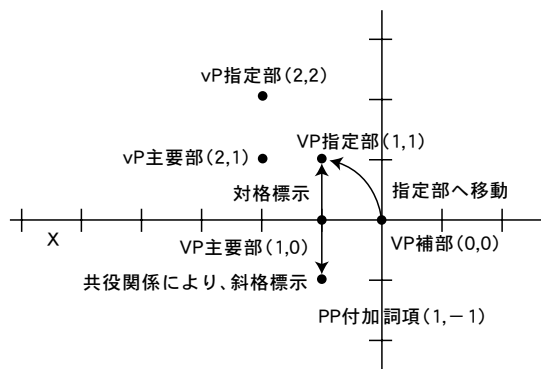 vP指定部(2,2)
VP指定部(1,1)
vP主要部(2,1)
対格標示
指定部へ移動
X
VP主要部(1,0)
VP補部(0,0)
共役関係により、斜格標示
PP付加詞項(1,－1)